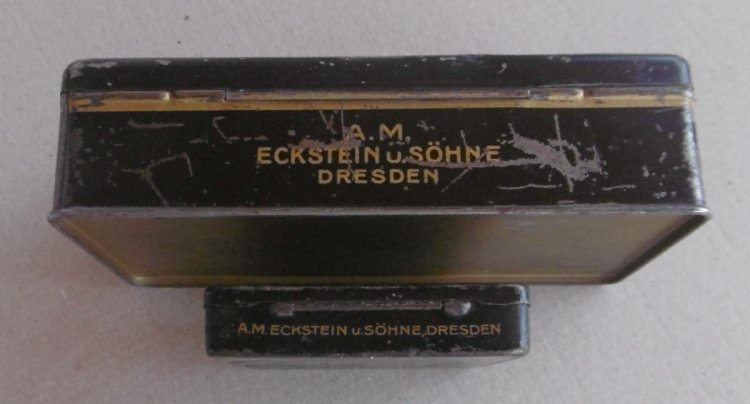 A.M.
ECKSTEIN u. SÖHNE
DRESDEN
A.M. ECKSTEIN u. SÖHNE, DRESDEN